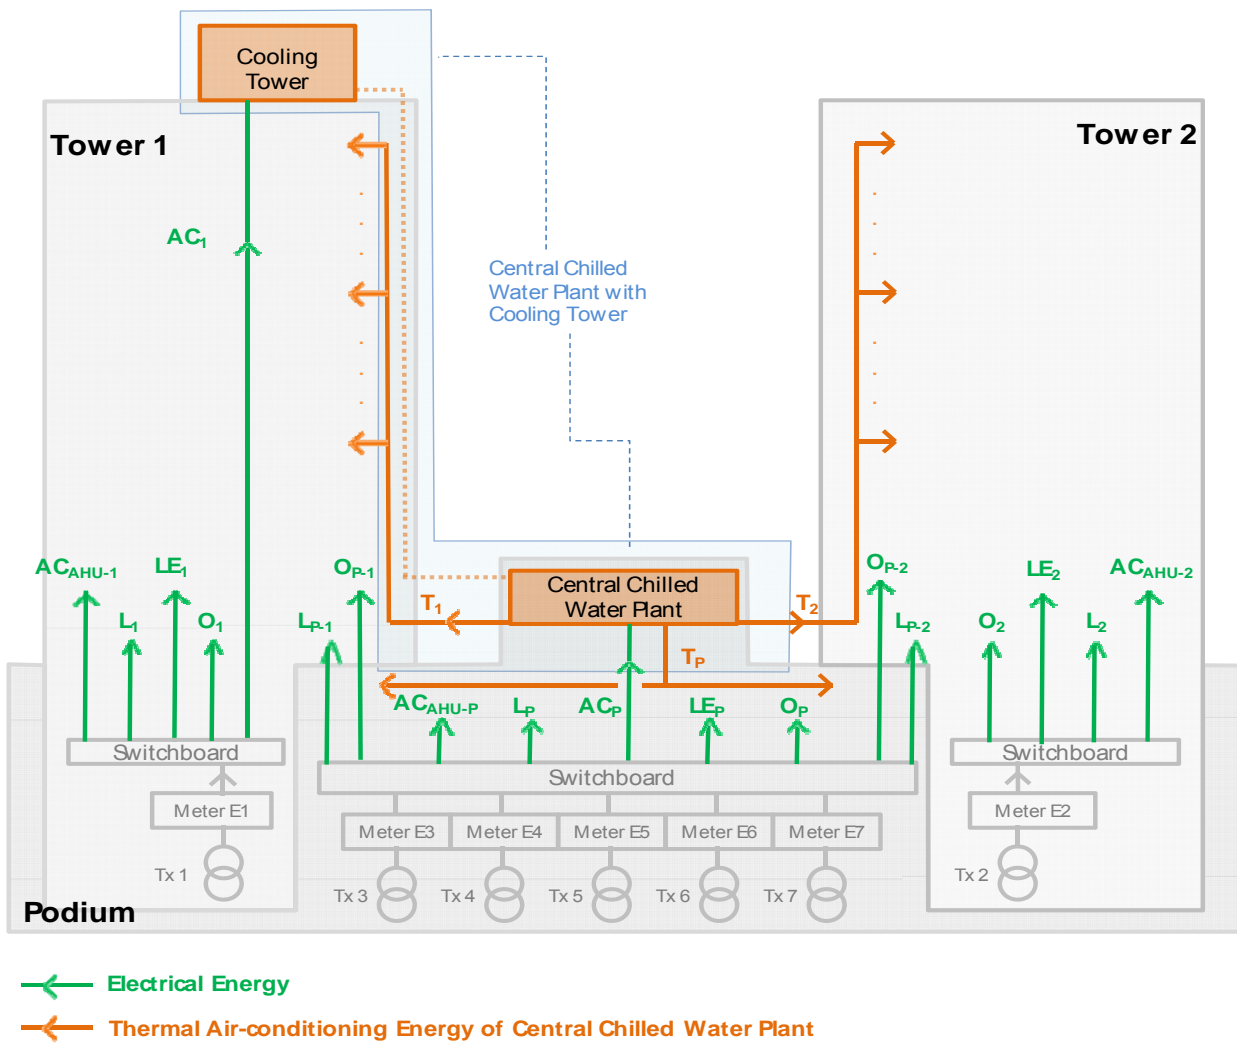 Cooling
Tower
Tower 1
Tower 2
AC1
Central Chilled
Water Plant with
Cooling Tower
ACAHU-1
LE1
OP-1
L1
O1
LP-1
T1
Central Chilled
Water Plant
T2
OP-2
LP-2
LE2
ACAHU-2
O2
L2
TP
ACAHU-P
LP
ACP
LEP
OP
Switchboard
Switchboard
Switchboard
Meter E1
Meter E3
Meter E4
Meter E5
Meter E6
Meter E7
Meter E2
Tx 1
Tx 3
Tx 4
Tx 5
Tx 6
Tx 7
Tx 2
Podium
Electrical Energy
Thermal Air-conditioning Energy of Central Chilled Water Plant